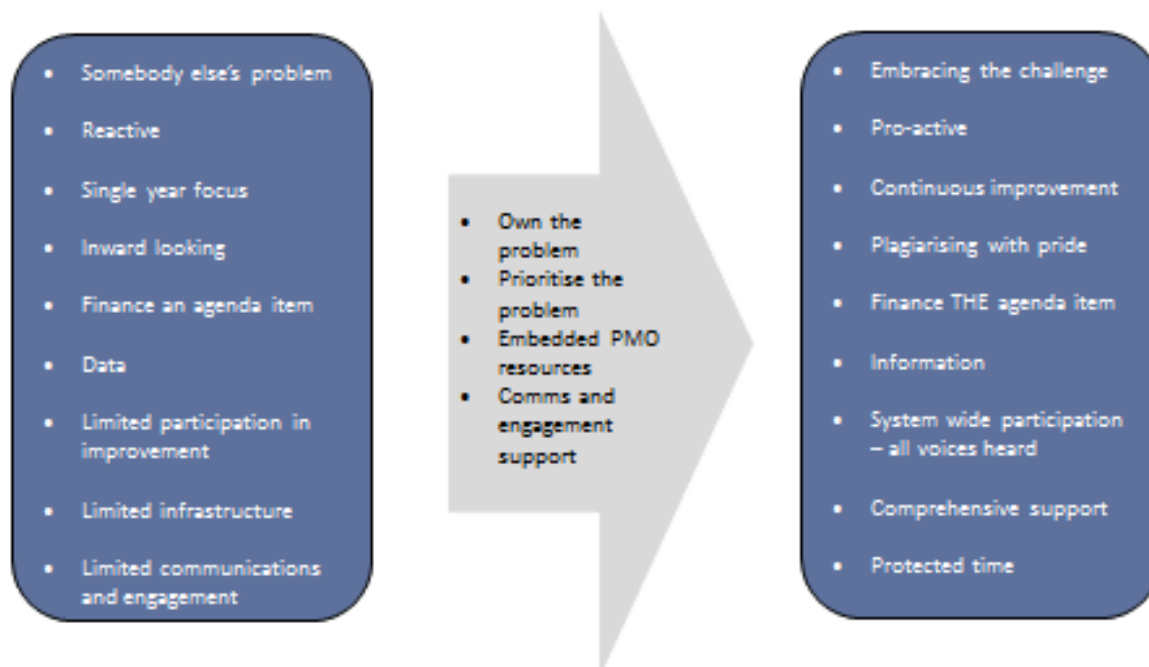 • Somebody else's problem
• Reactive
• Single year focus
• Inward looking
• Finance an agenda item
• Data
• Limited participation in
improvement
• Limited infrastructure
• Limited communications
and engagement
• Own the
problem
• Prioritise the
problem
• Embedded PMO
resources
• Comms and
engagement
support
• Embracing the challenge
• Pro-active
• Continuous improvement
• Plagiarising with pride
• Finance THE agenda item
• Information
• System wide participation
– all voices heard
• Comprehensive support
• Protected time